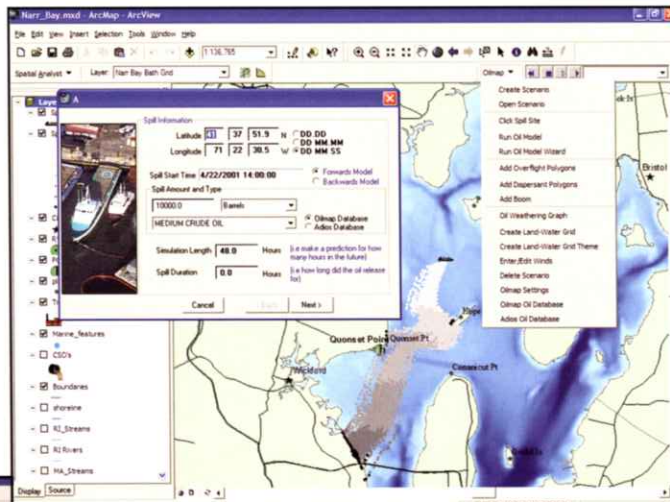 Narr_Bay.mxd - ArcMap - ArcView
File Edit View Insert Selection Tools Window Help
1:136,765
Spatial Analyst Layer: Narr Bay Bath Grid
Oilmap
Create Scenario
Open Scenario
Click Spill Site
Run Oil Model
Run Oil Model Wizard
Add Overflight Polygons
Add Dispersant Polygons
Add Boom
Oil Weathering Graph
Create Land-Water Grid
Create Land-Water Grid Theme
Enter/Edit Winds
Delete Scenario
Oilmap Settings
Oilmap Oil Database
Adios Oil Database
A
Spill Information
Latitude 41 37 51.9 N
Longitude 71 22 30.5 W
DD.DD
DD MM.MM
DD MM SS
Spill Start Time 4/22/2001 14:00:00
Forwards Model
Backwards Model
Spill Amount and Type
10000.0 Barrels
MEDIUM CRUDE OIL
Oilmap Database
Adios Database
Simulation Length 48.0 Hours (i.e make a prediction for how many hours in the future)
Spill Duration 0.0 Hours (i.e how long did the oil release for)
Cancel Next >
Marine_features
CSO's
Boundaries
shoreline
RI_Streams
RI Rivers
MA_Streams
Display Source
Bristol
Hope
Quonset Point
Quonset Pt
Wickford
Conanicut Pt